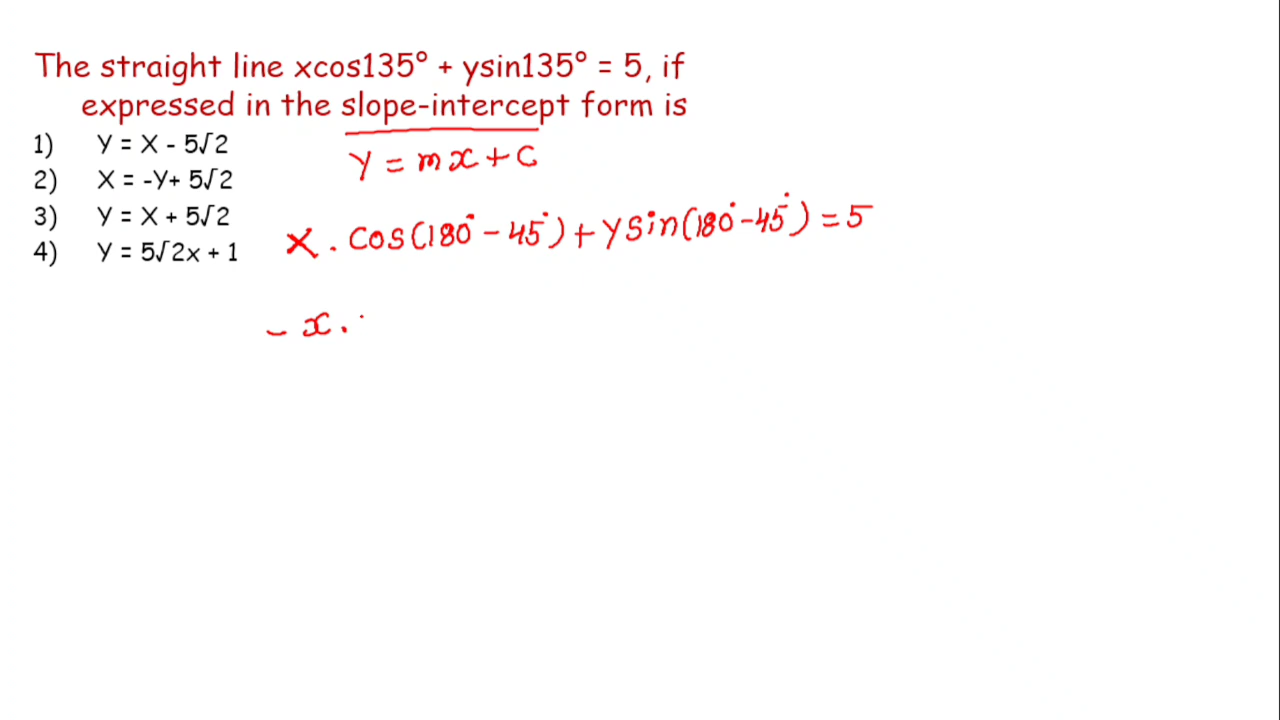 The straight line xcos135° + ysin135° = 5, if
expressed in the slope-intercept form is
1) Y = X - 5√2
2) X = -Y+ 5√2
3) Y = X + 5√2
4) Y = 5√2x + 1
Y = mx + C
X . COS(180° - 45°) + Y Sin(180° - 45°) = 5
- x .